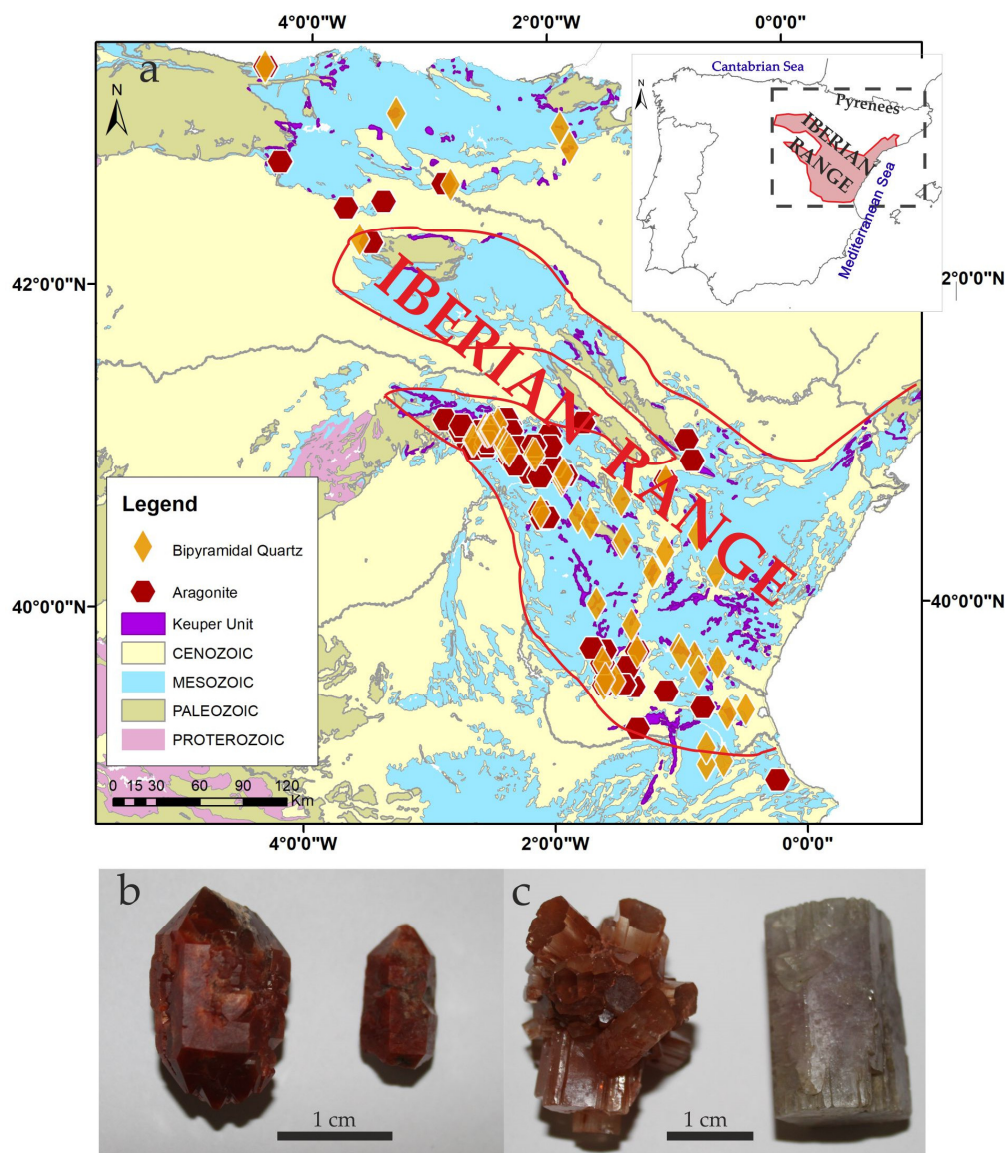 4°0'0"W
2°0'0"W
0°0'0"
a
N
Cantabrian Sea
N
Pyrenees
IBERIAN
RANGE
Mediterranean Sea
42°0'0"N
2°0'0"N
IBERIAN RANGE
Legend
Bipyramidal Quartz
Aragonite
Keuper Unit
CENOZOIC
MESOZOIC
PALEOZOIC
PROTEROZOIC
0 15 30 60 90 120
Km
40°0'0"N
40°0'0"N
4°0'0"W
2°0'0"W
0°0'0"
b
1 cm
c
1 cm